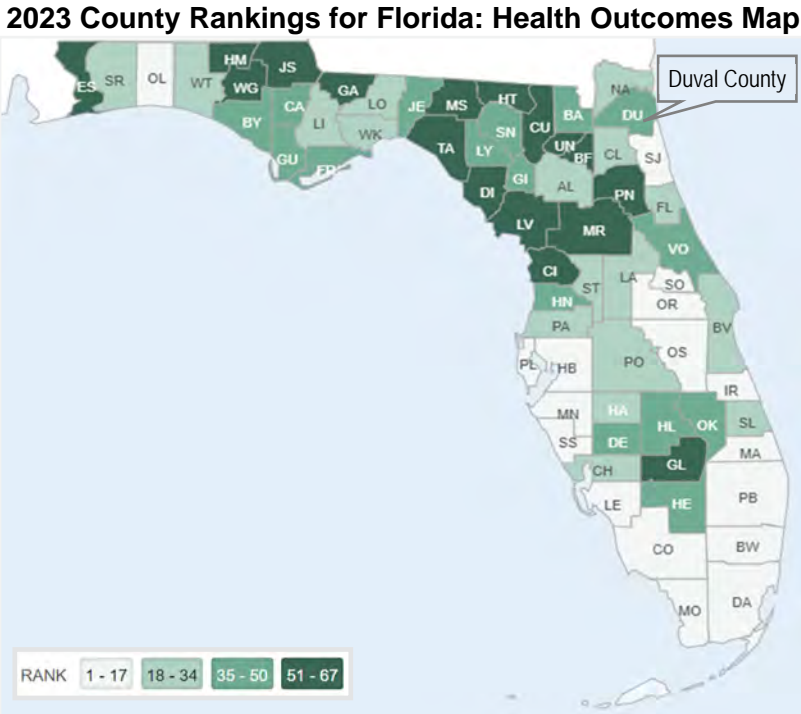 2023 County Rankings for Florida: Health Outcomes Map
Duval County
ES SR OL WT HM WG JS
BY CA GU GA LI LO WK
JE MS TA HT SN LY CU
BA UN BF NA DU CL SJ
DI GI AL PN FL
LV MR VO
CI ST LA SO
HN OR
PA BV
HB PO OS
IR
MN HA HL OK SL
SS DE MA
CH GL
LE HE PB
CO BW
MO DA
RANK 1 - 17 18 - 34 35 - 50 51 - 67